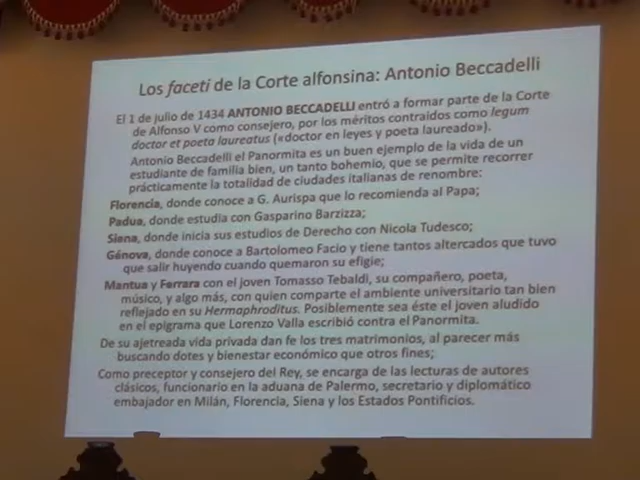 Los faceti de la Corte alfonsina: Antonio Beccadelli
El 1 de julio de 1434 ANTONIO BECCADELLI entró a formar parte de la Corte
de Alfonso V como consejero, por los méritos contraídos como legum
doctor et poeta laureatus («doctor en leyes y poeta laureado»).
Antonio Beccadelli el Panormita es un buen ejemplo de la vida de un
estudiante de familia bien, un tanto bohemio, que se permite recorrer
prácticamente la totalidad de ciudades italianas de renombre:
Florencia, donde conoce a G. Aurispa que lo recomienda al Papa;
Padua, donde estudia con Gasparino Barzizza;
Siena, donde inicia sus estudios de Derecho con Nicola Tudesco;
Génova, donde conoce a Bartolomeo Facio y tiene tantos altercados que tuvo
que salir huyendo cuando quemaron su efigie;
Mantua y Ferrara con el joven Tomasso Tebaldi, su compañero, poeta,
músico, y algo más, con quien comparte el ambiente universitario tan bien
reflejado en su Hermaphroditus. Posiblemente sea éste el joven aludido
en el epigrama que Lorenzo Valla escribió contra el Panormita.
De su ajetreada vida privada dan fe los tres matrimonios, al parecer más
buscando dotes y bienestar económico que otros fines;
Como preceptor y consejero del Rey, se encarga de las lecturas de autores
clásicos, funcionario en la aduana de Palermo, secretario y diplomático
embajador en Milán, Florencia, Siena y los Estados Pontificios.